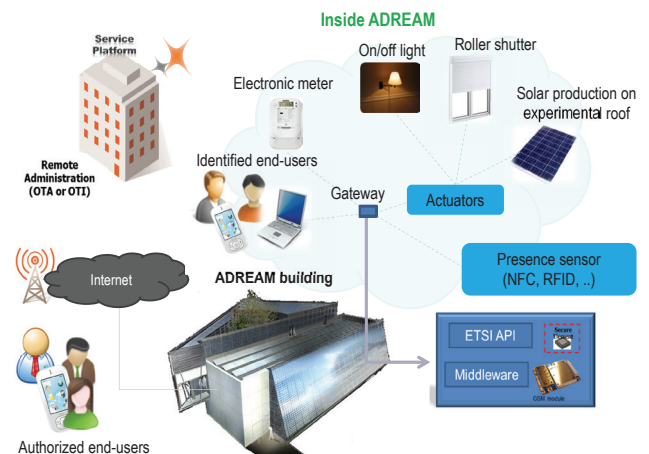 Inside ADREAM
Service
Platform
On/off light
Roller shutter
Electronic meter
Solar production on
experimental roof
Remote
Administration
(OTA or OTI)
Identified end-users
Gateway
Actuators
Internet
ADREAM building
Presence sensor
(NFC, RFID, ..)
ETSI API
Secure
Element
Middleware
GSM module
Authorized end-users